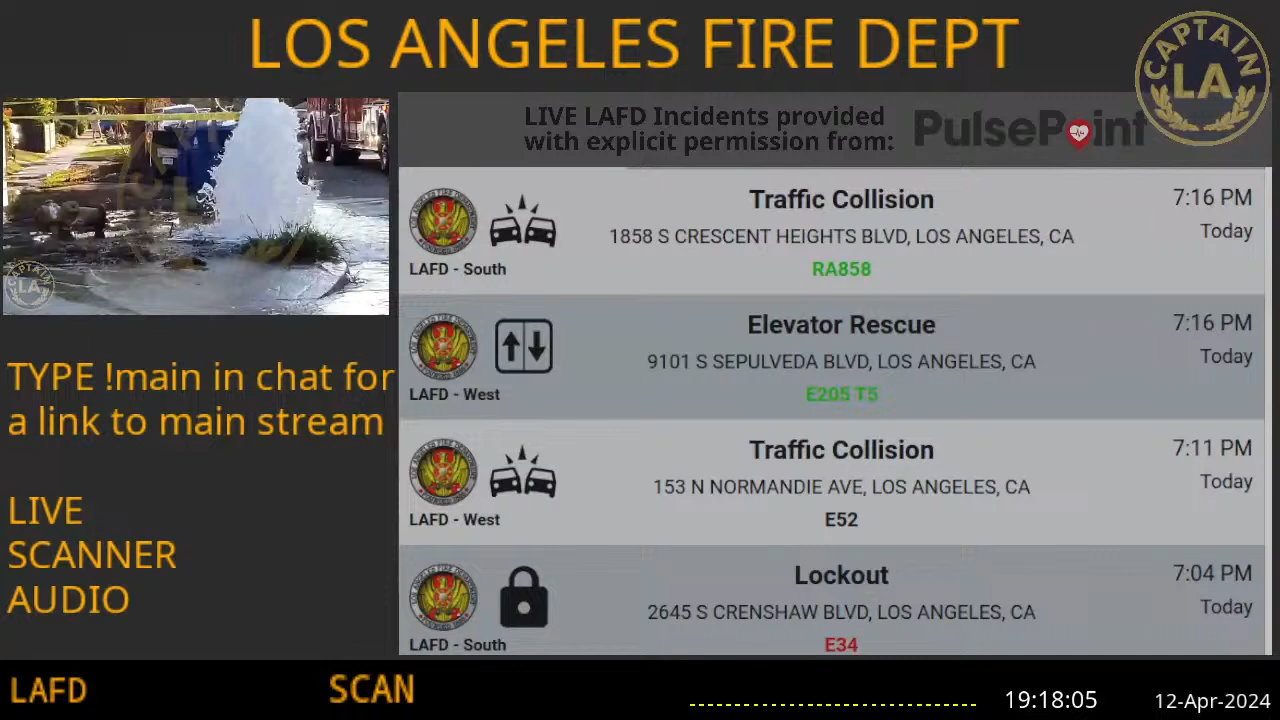 LOS ANGELES FIRE DEPT
CAPTAIN
LA
LIVE LAFD Incidents provided
with explicit permission from:
PulsePoint
Traffic Collision
7:16 PM
1858 S CRESCENT HEIGHTS BLVD, LOS ANGELES, CA
Today
LAFD - South
RA858
Elevator Rescue
7:16 PM
9101 S SEPULVEDA BLVD, LOS ANGELES, CA
Today
LAFD - West
E205 T5
Traffic Collision
7:11 PM
153 N NORMANDIE AVE, LOS ANGELES, CA
Today
LAFD - West
E52
Lockout
7:04 PM
2645 S CRENSHAW BLVD, LOS ANGELES, CA
Today
LAFD - South
E34
CAPTAIN
LA
TYPE !main in chat for
a link to main stream
LIVE
SCANNER
AUDIO
LAFD
SCAN
19:18:05
12-Apr-2024